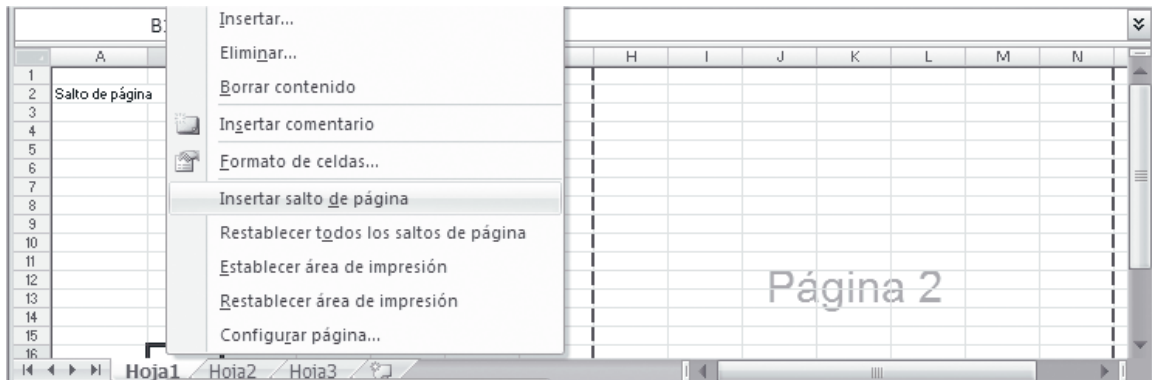 B
Insertar...
Eliminar...
Borrar contenido
Insertar comentario
Formato de celdas...
Insertar salto de página
Restablecer todos los saltos de página
Establecer área de impresión
Restablecer área de impresión
Configurar página...
A H I J K L M N
1
2 Salto de página
3
4
5
6
7
8
9
10
11
12
13
14
15
16
Página 2
Hoja1 Hoja2 Hoja3